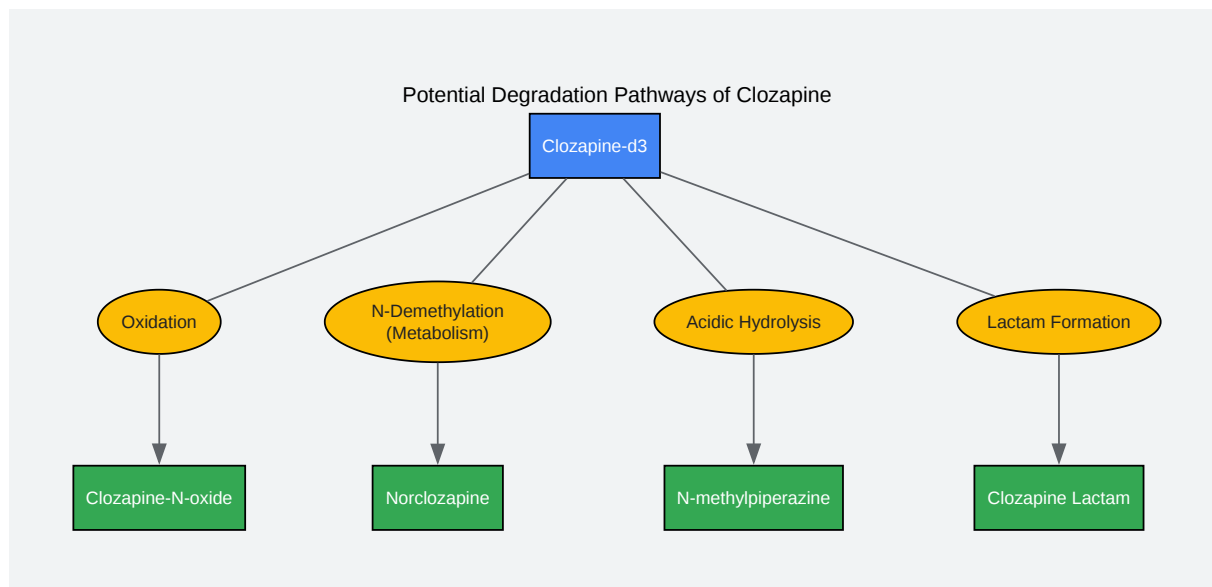 Potential Degradation Pathways of Clozapine
Clozapine-d3
Oxidation
N-Demethylation
(Metabolism)
Acidic Hydrolysis
Lactam Formation
Clozapine-N-oxide
Norclozapine
N-methylpiperazine
Clozapine Lactam